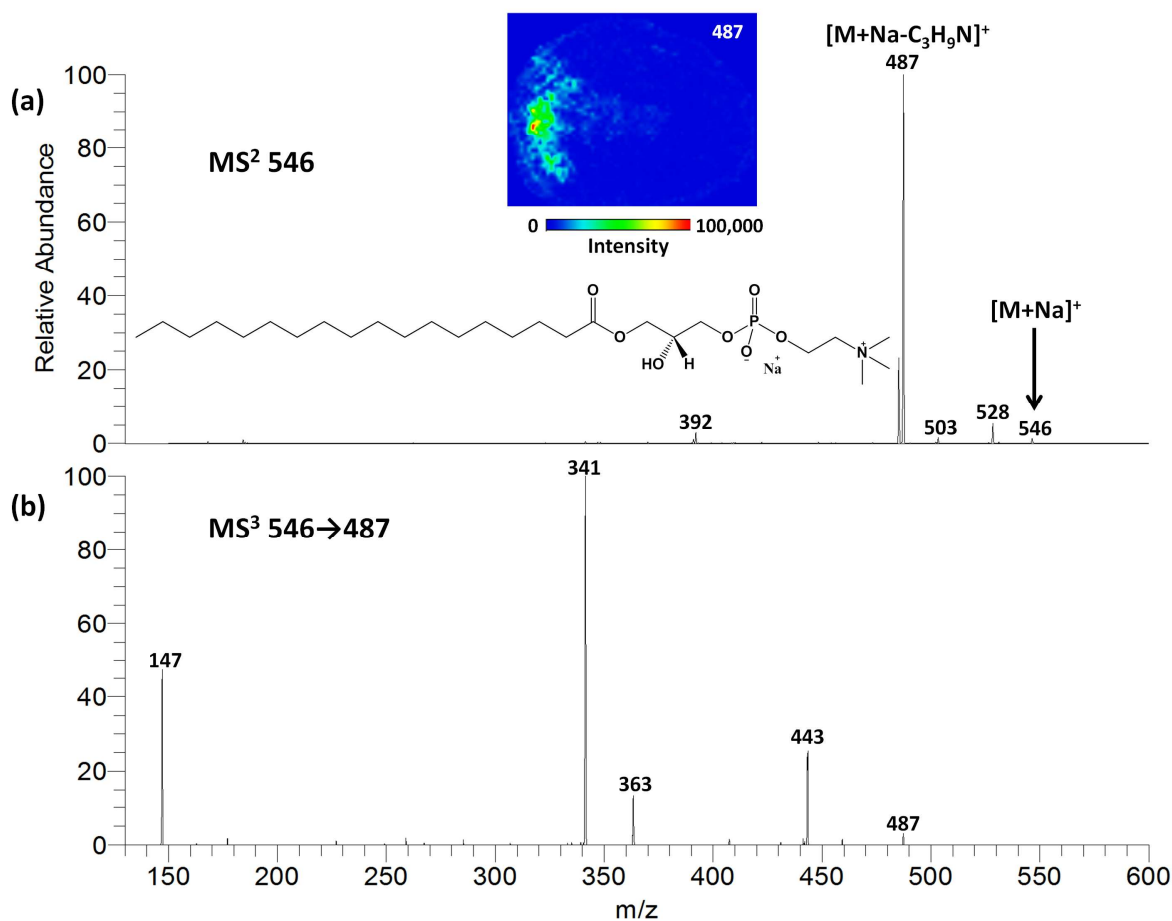 487
[M+Na-C₃H₉N]⁺
487
(a)
MS² 546
0 100,000
Intensity
[M+Na]⁺
O
O
O
O
P
O
O⁻
Na⁺
N⁺
HO
H
392
503
528
546
Relative Abundance
100
80
60
40
20
0
(b)
MS³ 546→487
341
147
363
443
487
100
80
60
40
20
0
150 200 250 300 350 400 450 500 550 600
m/z